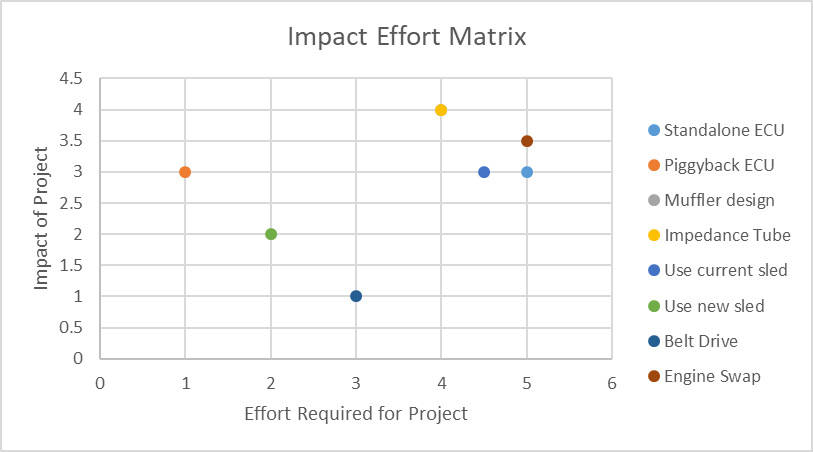 Impact Effort Matrix
Impact of Project
4.5
4
3.5
3
2.5
2
1.5
1
0.5
0
0 1 2 3 4 5 6
Effort Required for Project
Standalone ECU
Piggyback ECU
Muffler design
Impedance Tube
Use current sled
Use new sled
Belt Drive
Engine Swap